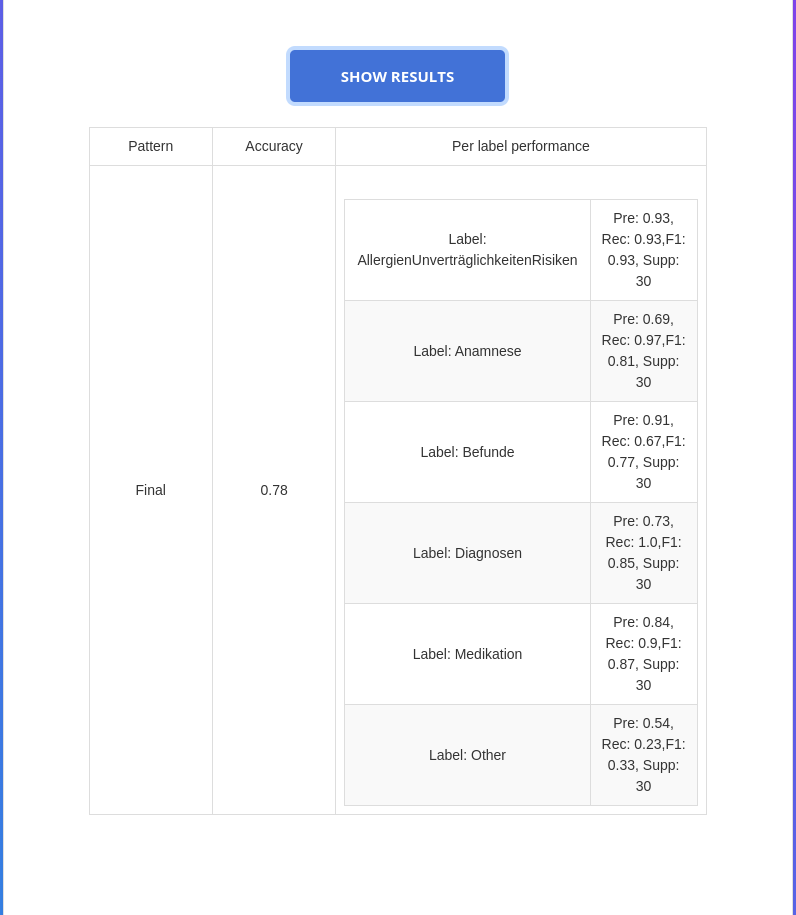 SHOW RESULTS
Pattern Accuracy Per label performance
Final 0.78
Label:
AllergienUnverträglichkeitenRisiken
Pre: 0.93,
Rec: 0.93,F1:
0.93, Supp:
30
Label: Anamnese
Pre: 0.69,
Rec: 0.97,F1:
0.81, Supp:
30
Label: Befunde
Pre: 0.91,
Rec: 0.67,F1:
0.77, Supp:
30
Label: Diagnosen
Pre: 0.73,
Rec: 1.0,F1:
0.85, Supp:
30
Label: Medikation
Pre: 0.84,
Rec: 0.9,F1:
0.87, Supp:
30
Label: Other
Pre: 0.54,
Rec: 0.23,F1:
0.33, Supp:
30